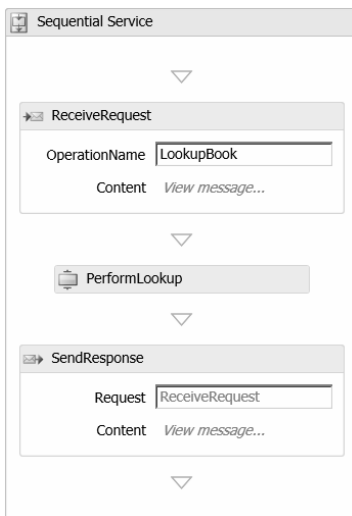 Sequential Service
ReceiveRequest
OperationName LookupBook
Content View message...
PerformLookup
SendResponse
Request ReceiveRequest
Content View message...